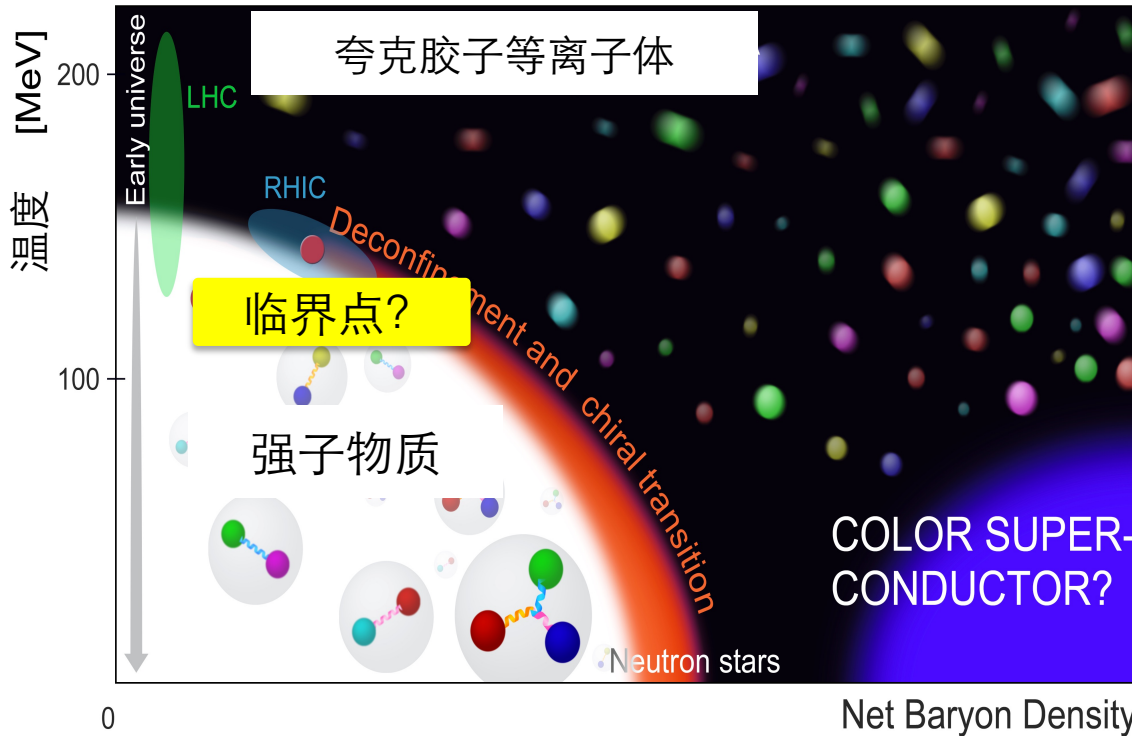 夸克胶子等离子体
温度 [MeV]
200
Early universe
LHC
RHIC
Deconfinement and chiral transition
临界点?
100
强子物质
COLOR SUPER-
CONDUCTOR?
Neutron stars
0
Net Baryon Density